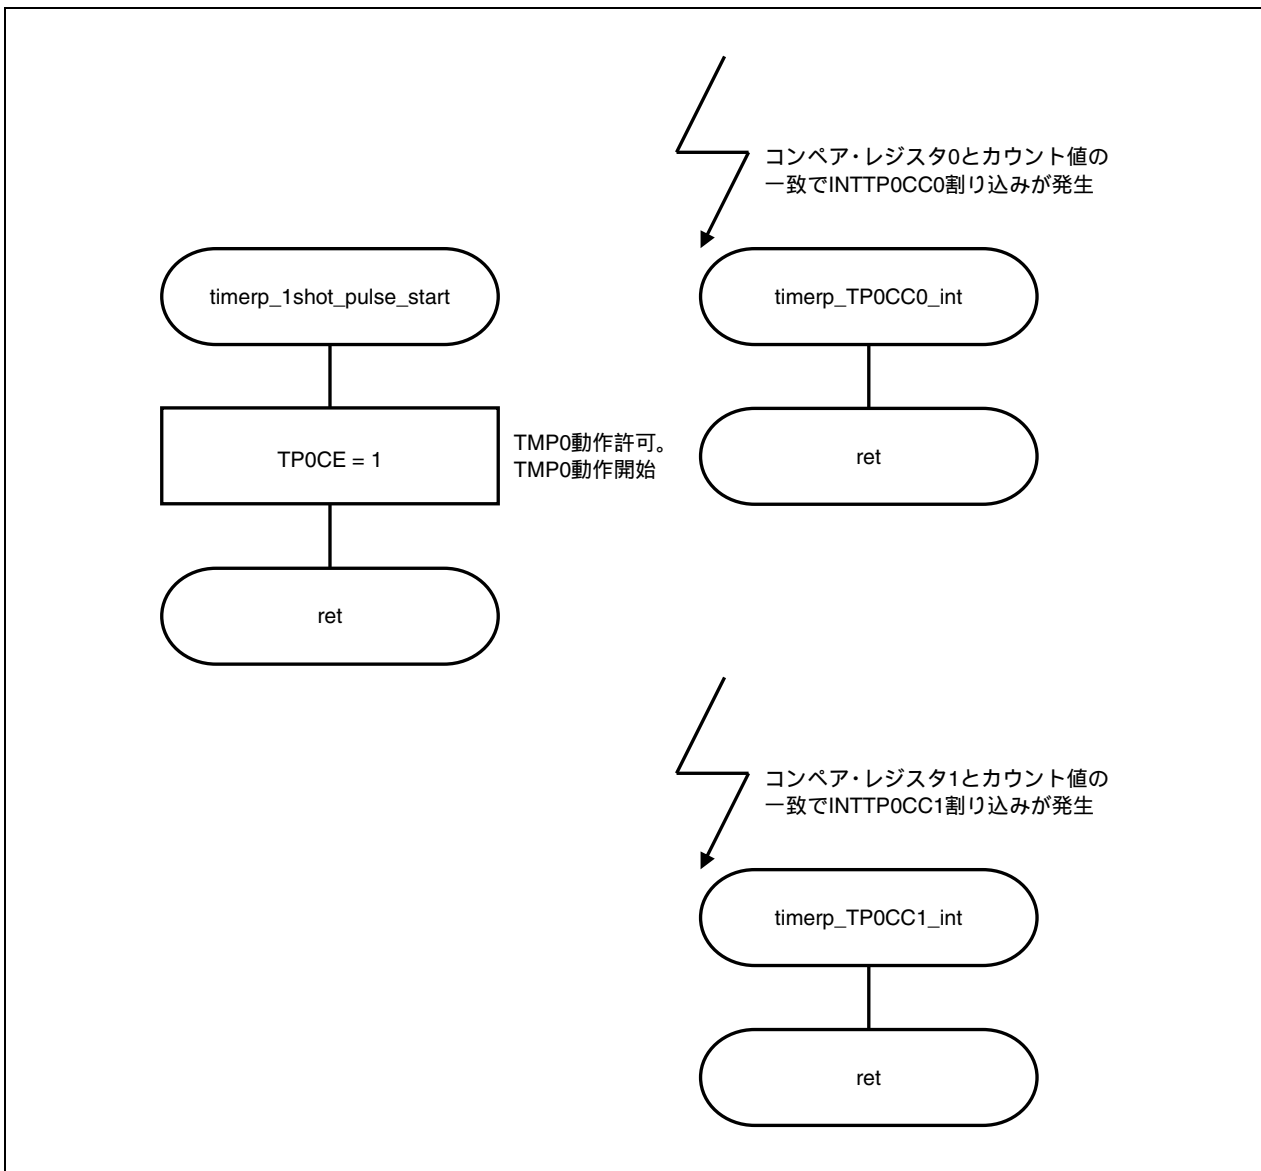 コンペア・レジスタ0とカウント値の
一致でINTTP0CC0割り込みが発生
timerp_1shot_pulse_start
timerp_TP0CC0_int
TP0CE = 1
TMP0動作許可。
TMP0動作開始
ret
ret
コンペア・レジスタ1とカウント値の
一致でINTTP0CC1割り込みが発生
timerp_TP0CC1_int
ret